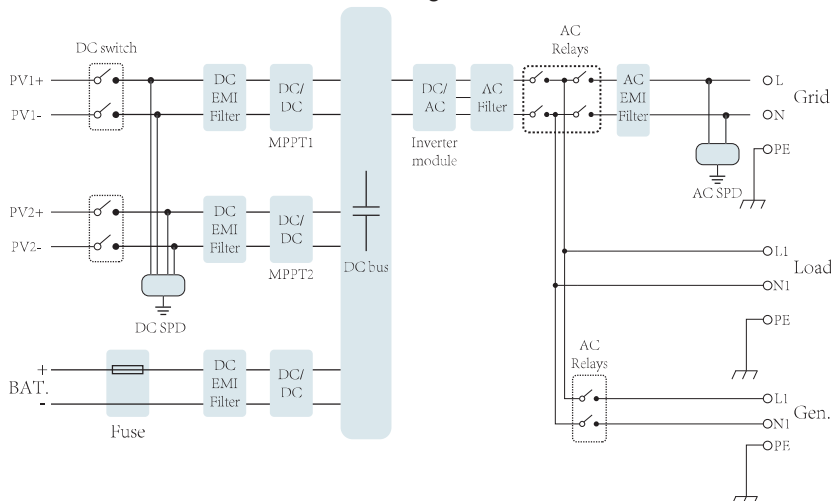 AC
Relays
DC switch
PV1+
PV1-
DC
EMI
Filter
DC/
DC
MPPT1
DC/
AC
Inverter
module
AC
Filter
AC
EMI
Filter
L
N
Grid
PE
AC SPD
PV2+
PV2-
DC
EMI
Filter
DC/
DC
MPPT2
DC bus
DC SPD
L1
N1
Load
PE
BAT.
+
-
Fuse
DC
EMI
Filter
DC/
DC
AC
Relays
L1
N1
Gen.
PE